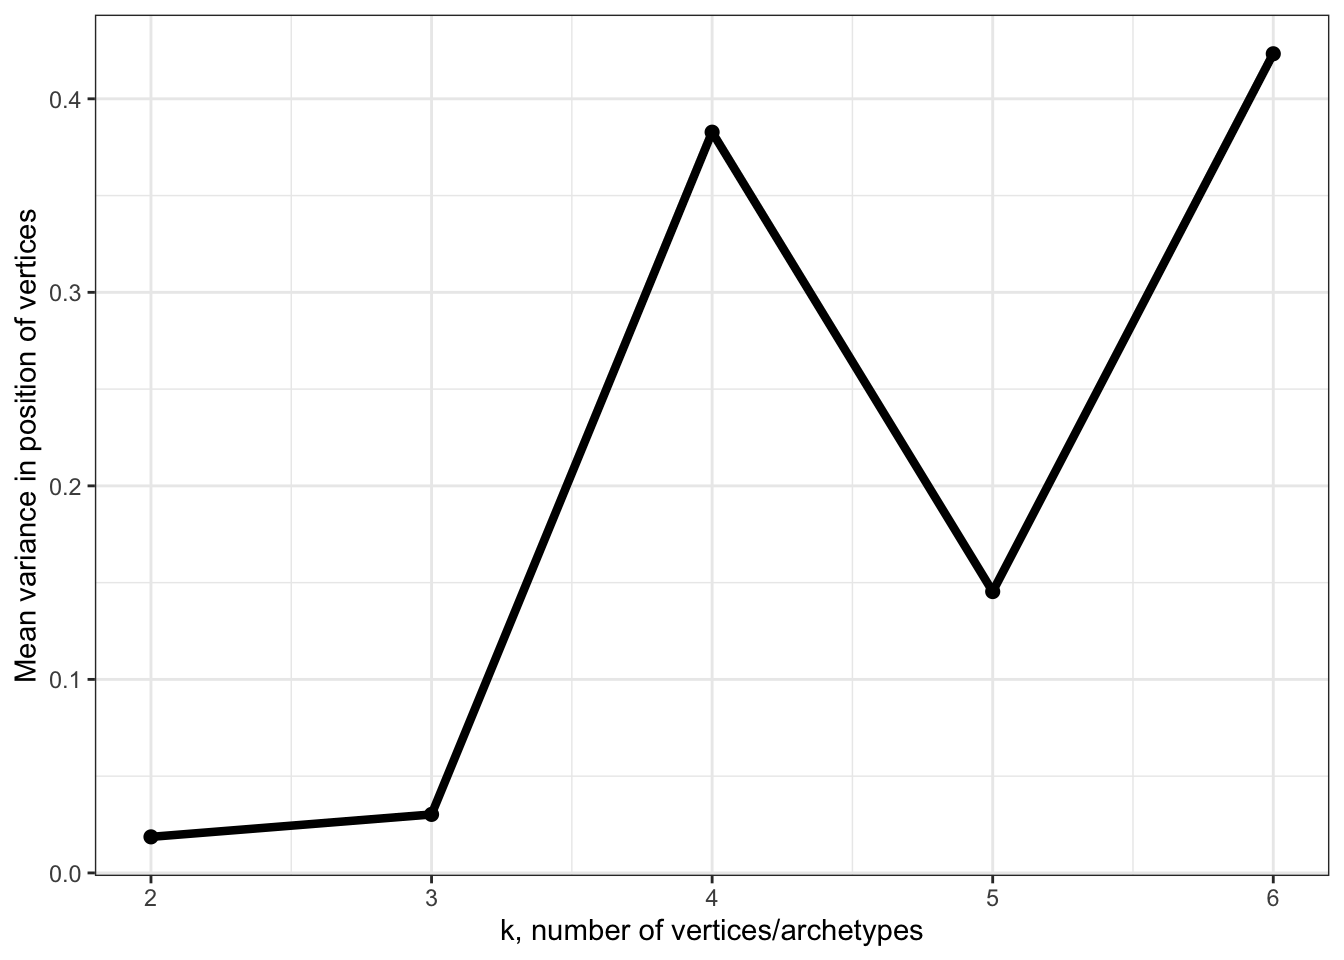 Mean variance in position of vertices
0.4
0.3
0.2
0.1
0.0
2 3 4 5 6
k, number of vertices/archetypes